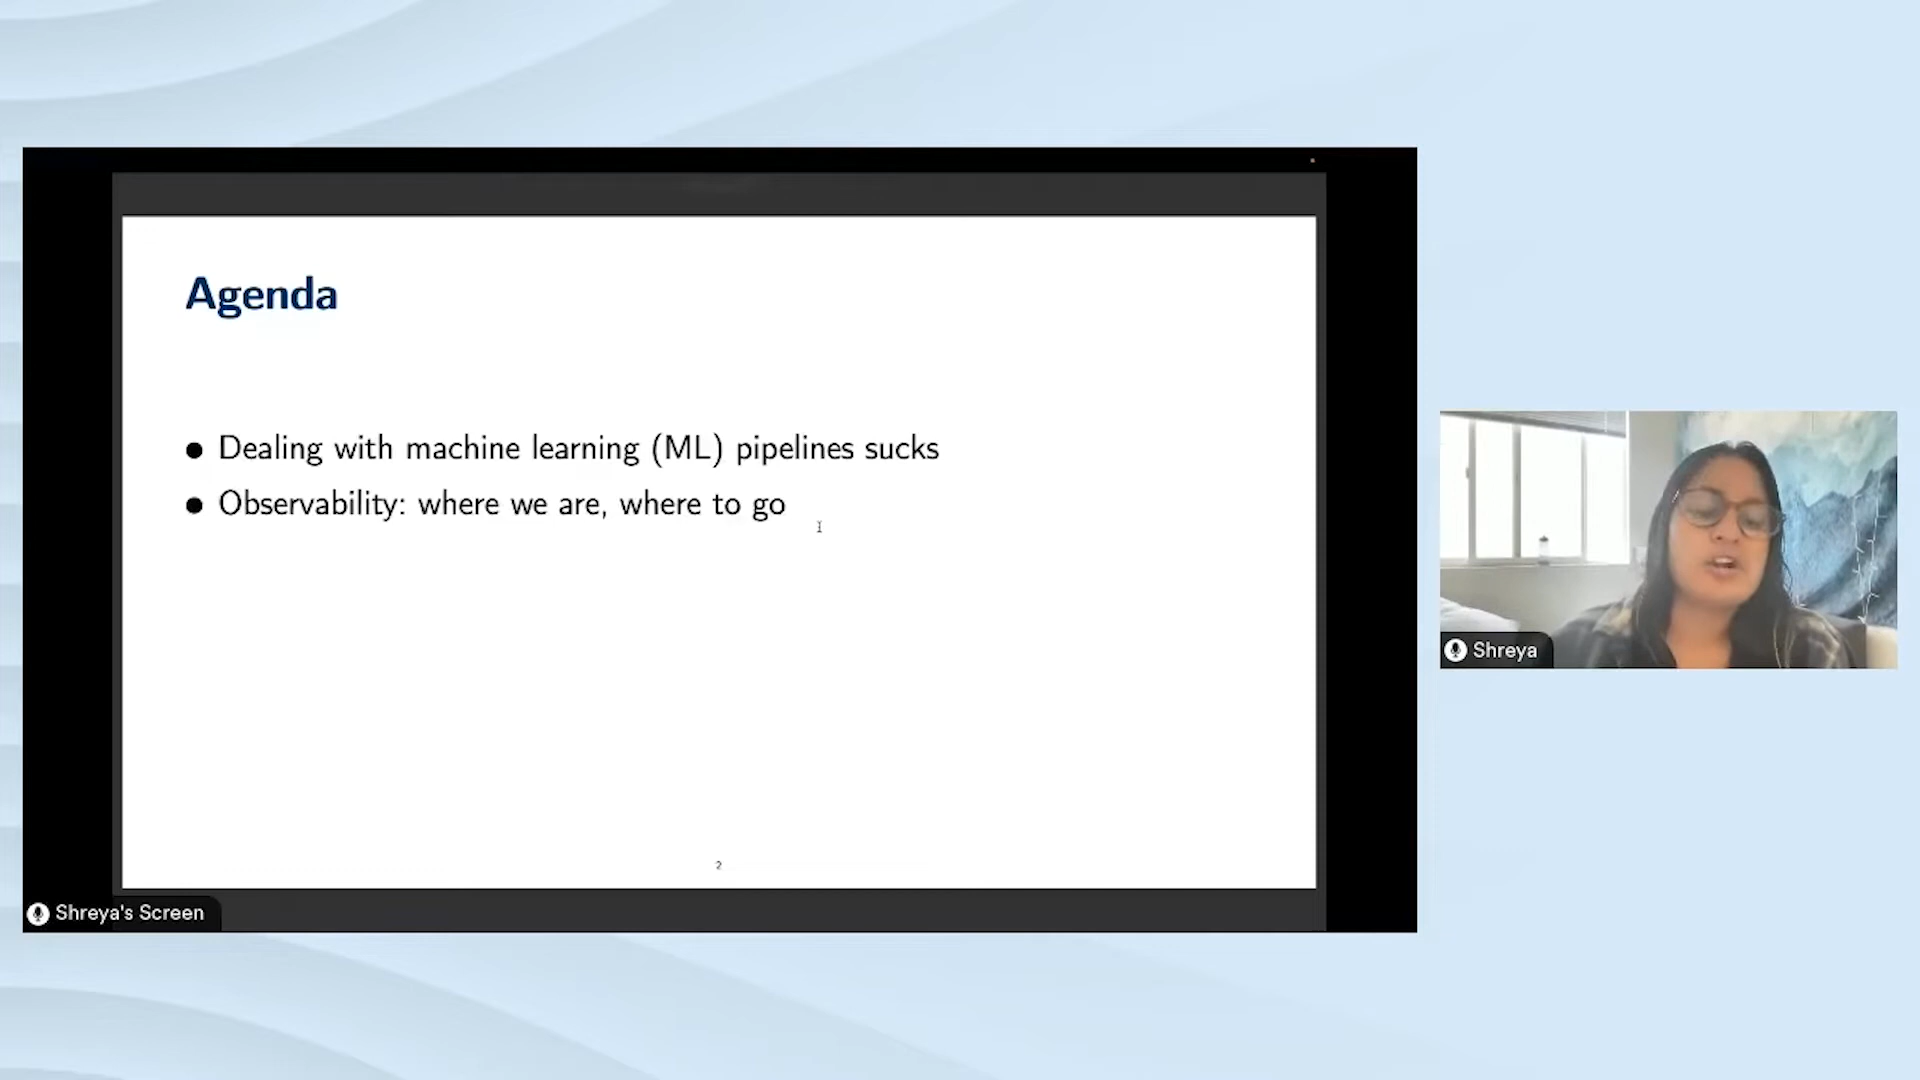 Agenda
● Dealing with machine learning (ML) pipelines sucks
● Observability: where we are, where to go
2
Shreya's Screen
Shreya